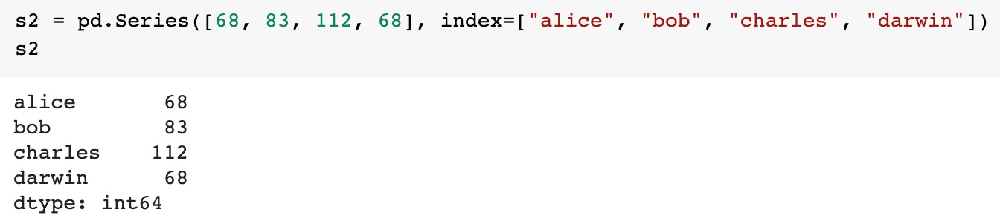 s2 = pd.Series([68, 83, 112, 68], index=["alice", "bob", "charles", "darwin"])
s2
alice       68
bob         83
charles    112
darwin      68
dtype: int64